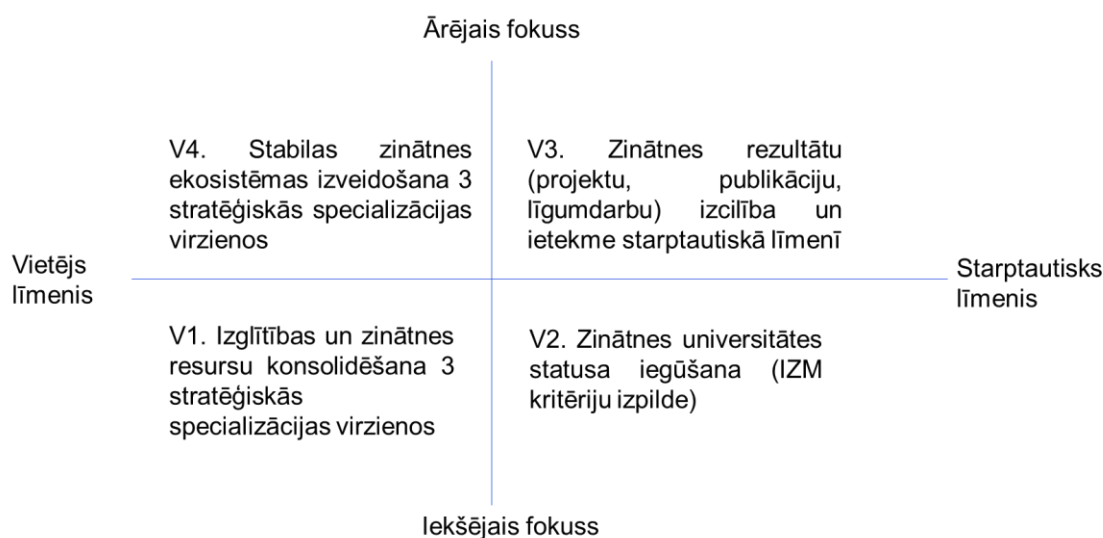 Ārējais fokuss
V4. Stabilas zinātnes
ekosistēmas izveidošana 3
stratēģiskās specializācijas
virzienos
V3. Zinātnes rezultātu
(projektu, publikāciju,
līgumdarbu) izcilība un
ietekme starptautiskā līmenī
Vietējs
līmenis
Starptautisks
līmenis
V1. Izglītības un zinātnes
resursu konsolidēšana 3
stratēģiskās
specializācijas virzienos
V2. Zinātnes universitātes
statusa iegūšana (IZM
kritēriju izpilde)
Iekšējais fokuss